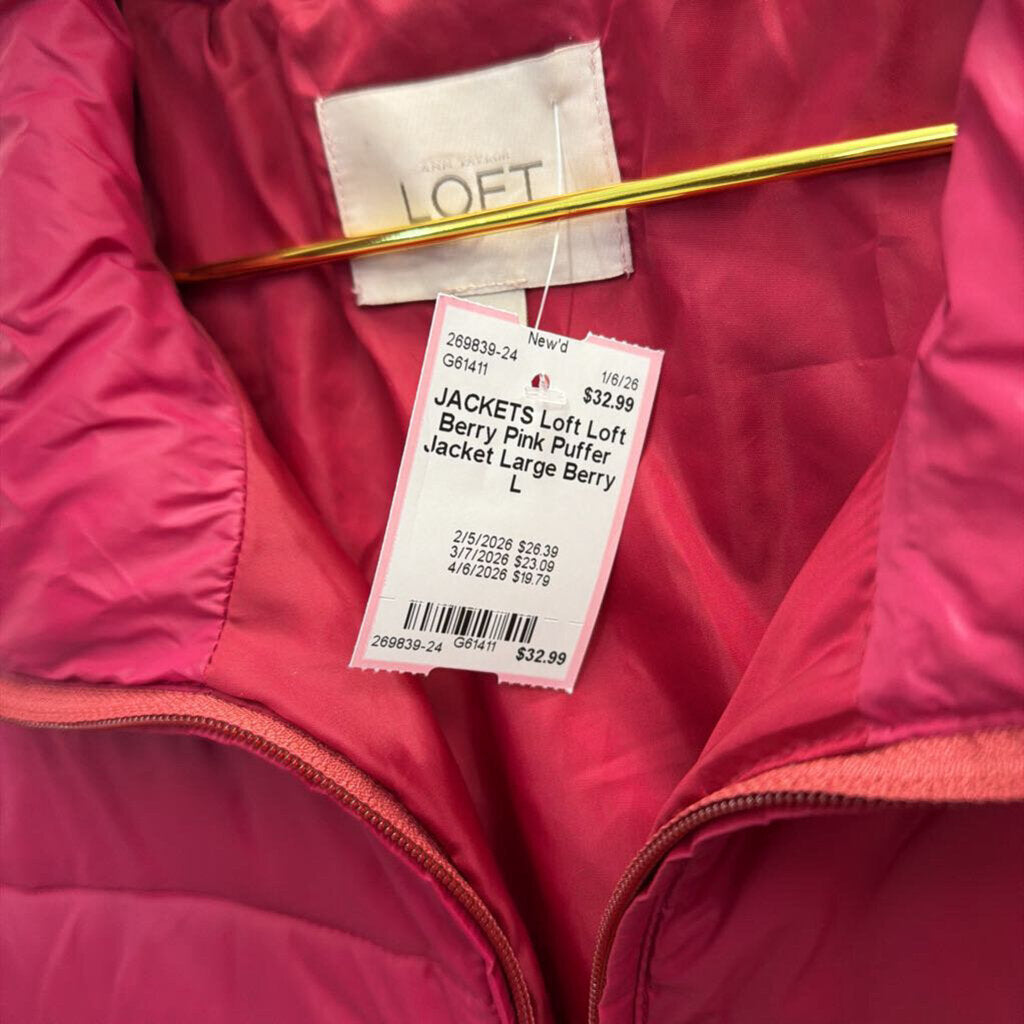 ANN TAYLOR
LOFT
New'd
269839-24
G61411
1/6/26
$32.99
JACKETS Loft Loft
Berry Pink Puffer
Jacket Large Berry
L
2/5/2026 $26.39
3/7/2026 $23.09
4/6/2026 $19.79
269839-24 G61411 $32.99